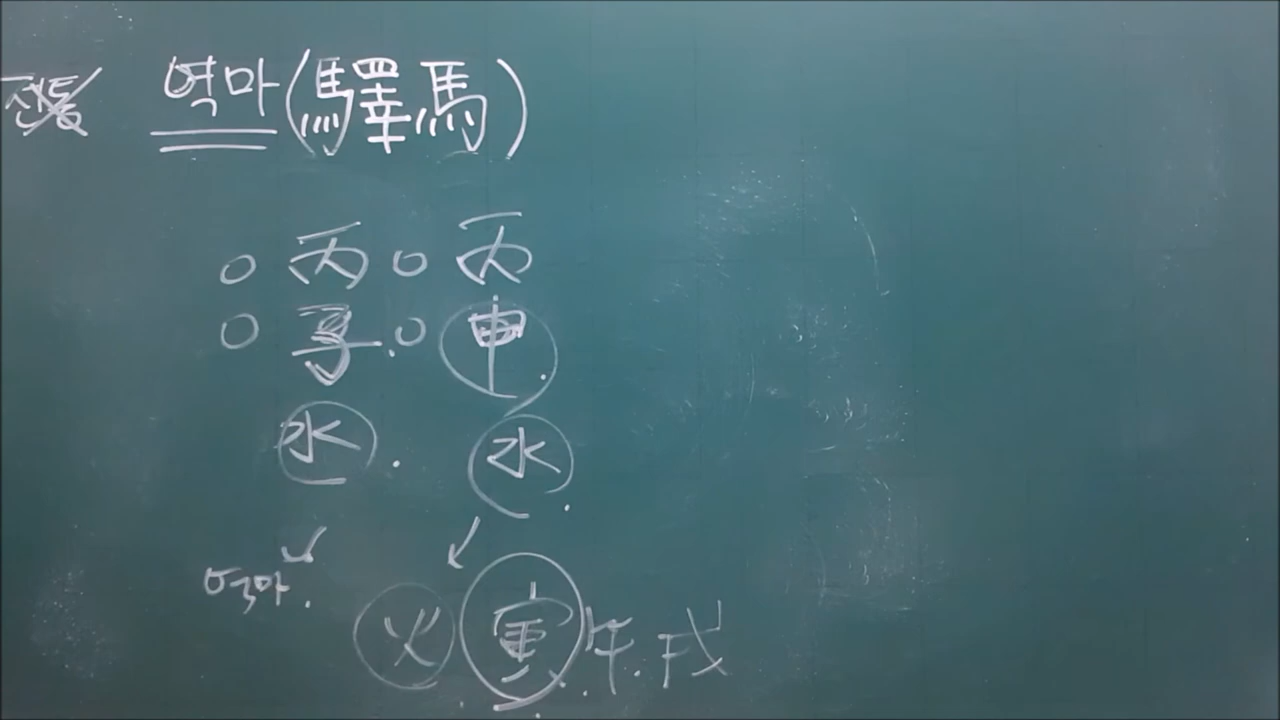 역마(驛馬)
○ 丙 ○ 丙
○ 子 ○ 申
水 水
역마
火 寅 午 戌